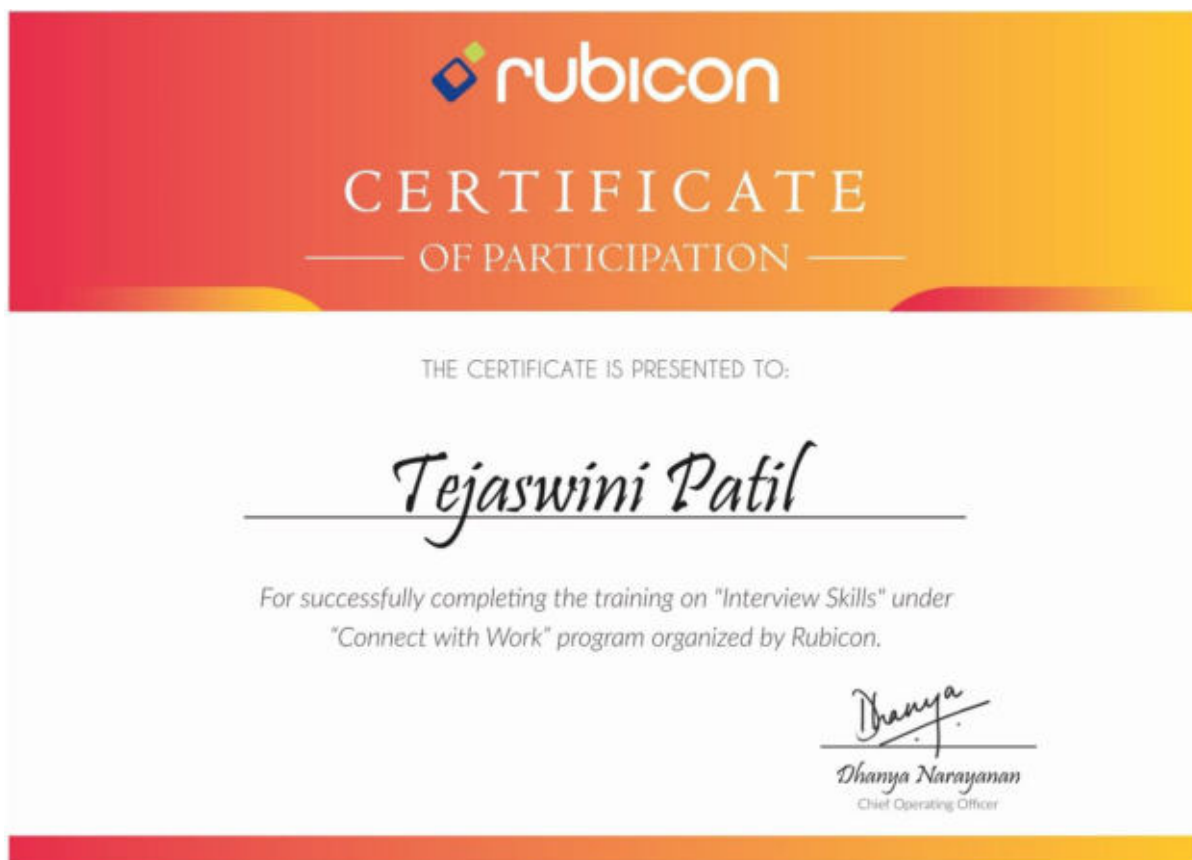 rubicon
CERTIFICATE
OF PARTICIPATION
THE CERTIFICATE IS PRESENTED TO:
Tejaswini Patil
For successfully completing the training on "Interview Skills" under
"Connect with Work" program organized by Rubicon.
Dhanya
Dhanya Narayanan
Chief Operating Officer